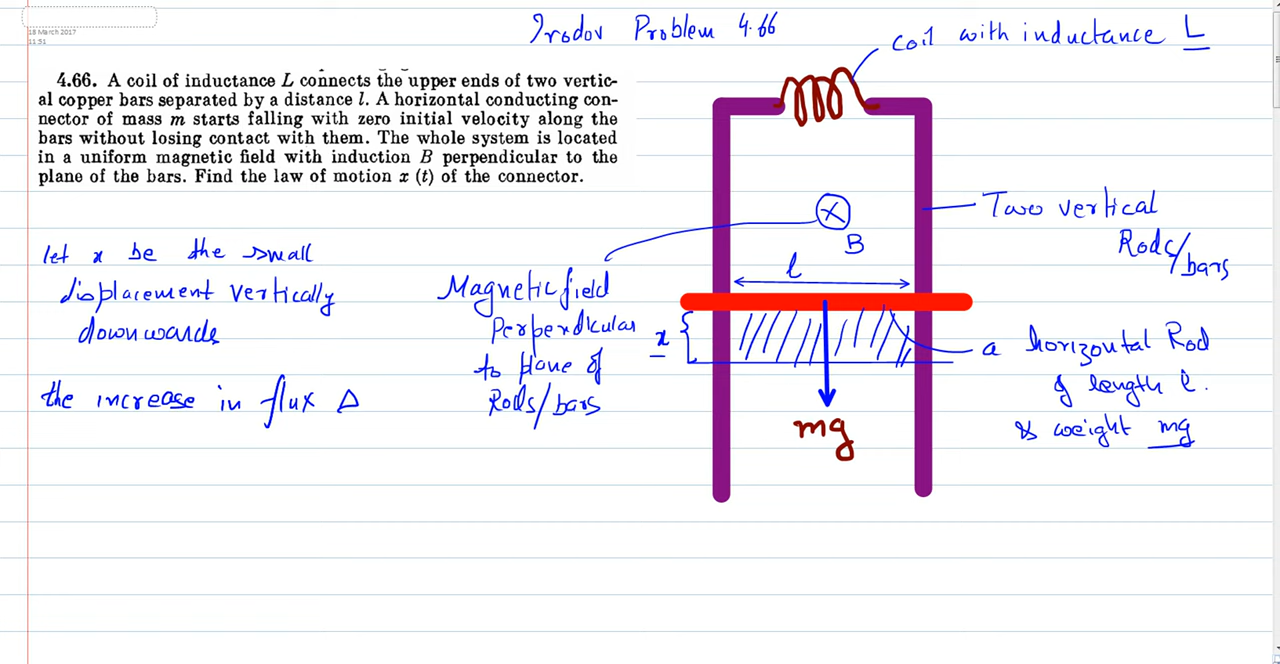 18 March 2017
11:51
Irodov Problem 4.66
coil with inductance L
4.66. A coil of inductance L connects the upper ends of two vertic-
al copper bars separated by a distance l. A horizontal conducting con-
nector of mass m starts falling with zero initial velocity along the
bars without losing contact with them. The whole system is located
in a uniform magnetic field with induction B perpendicular to the
plane of the bars. Find the law of motion x (t) of the connector.
let x be the small
displacement vertically
downwards
the increase in flux Δ
Magnetic field
Perpendicular
to plane of
Rods/bars
X
B
l
x
mg
Two vertical
Rods/
bars
a horizontal Rod
of length l.
& weight mg